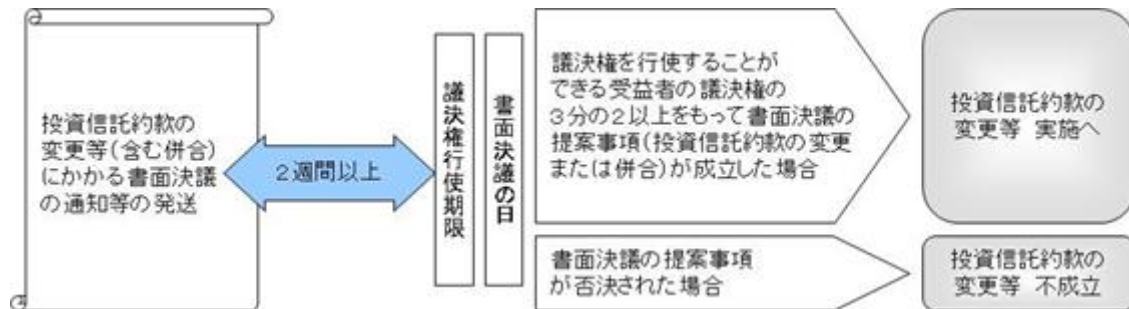 投資信託約款の
変更等(含む併合)
にかかる書面決議
の通知等の発送
2週間以上
議決権行使期限
書面決議の日
議決権を行使することが
できる受益者の議決権の
3分の2以上をもって書面決議の
提案事項(投資信託約款の変更
または併合)が成立した場合
投資信託約款の
変更等 実施へ
書面決議の提案事項
が否決された場合
投資信託約款の
変更等 不成立